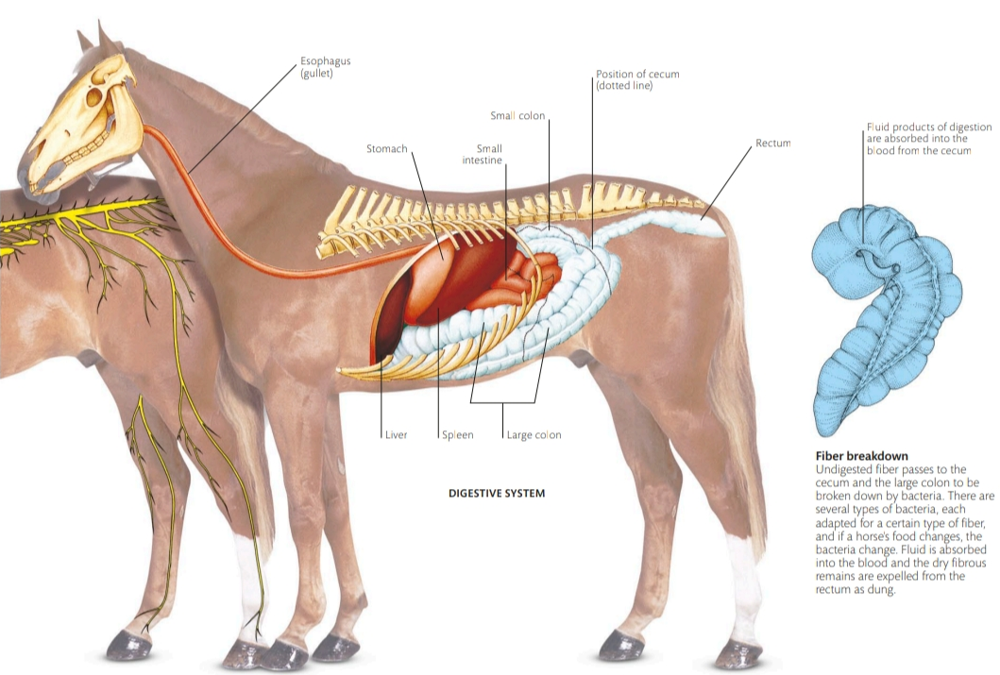 Esophagus
(gullet)
Position of cecum
(dotted line)
Small colon
Stomach
Small
intestine
Rectum
Fluid products of digestion
are absorbed into the
blood from the cecum
Liver
Spleen
Large colon
DIGESTIVE SYSTEM
Fiber breakdown
Undigested fiber passes to the
cecum and the large colon to be
broken down by bacteria. There are
several types of bacteria, each
adapted for a certain type of fiber,
and if a horse's food changes, the
bacteria change. Fluid is absorbed
into the blood and the dry fibrous
remains are expelled from the
rectum as dung.